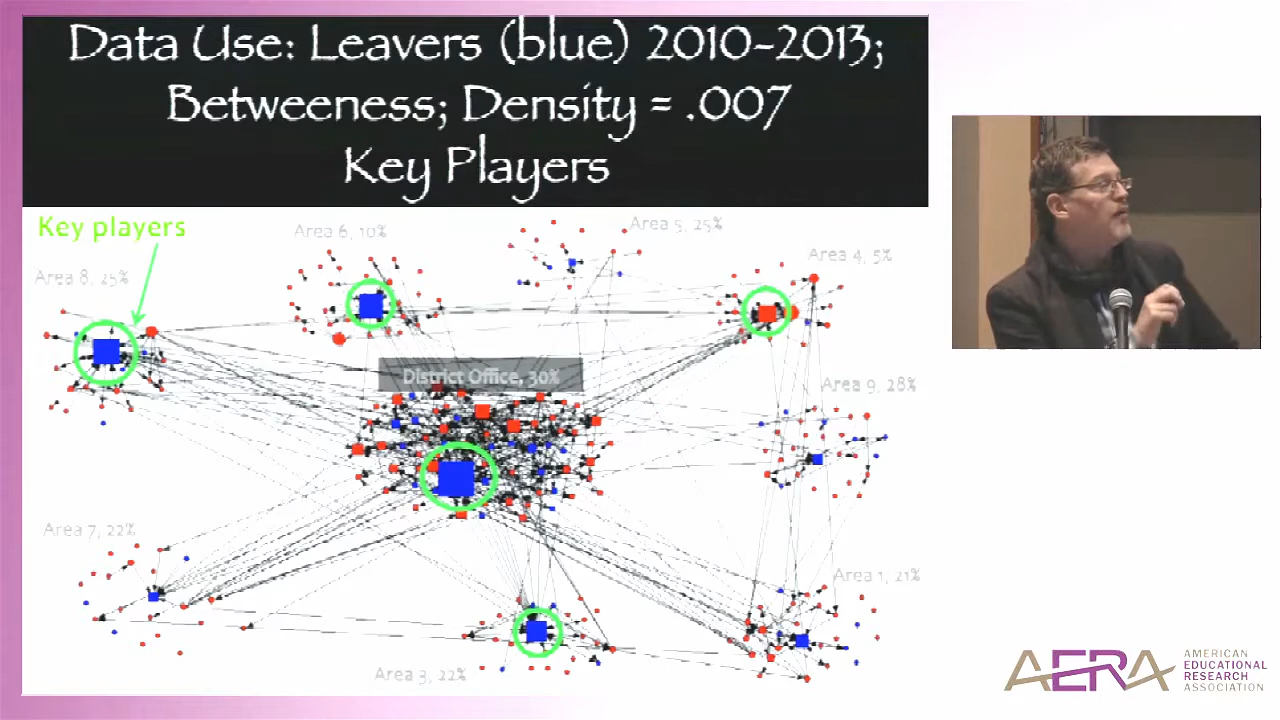 Data Use: Leavers (blue) 2010-2013;
Betweeness; Density = .007
Key Players
Key players
Area 6, 10%
Area 5, 25%
Area 4, 5%
Area 8, 25%
District Office, 30%
Area 9, 28%
Area 7, 22%
Area 1, 21%
Area 3, 22%
AERA
AMERICAN
EDUCATIONAL
RESEARCH
ASSOCIATION